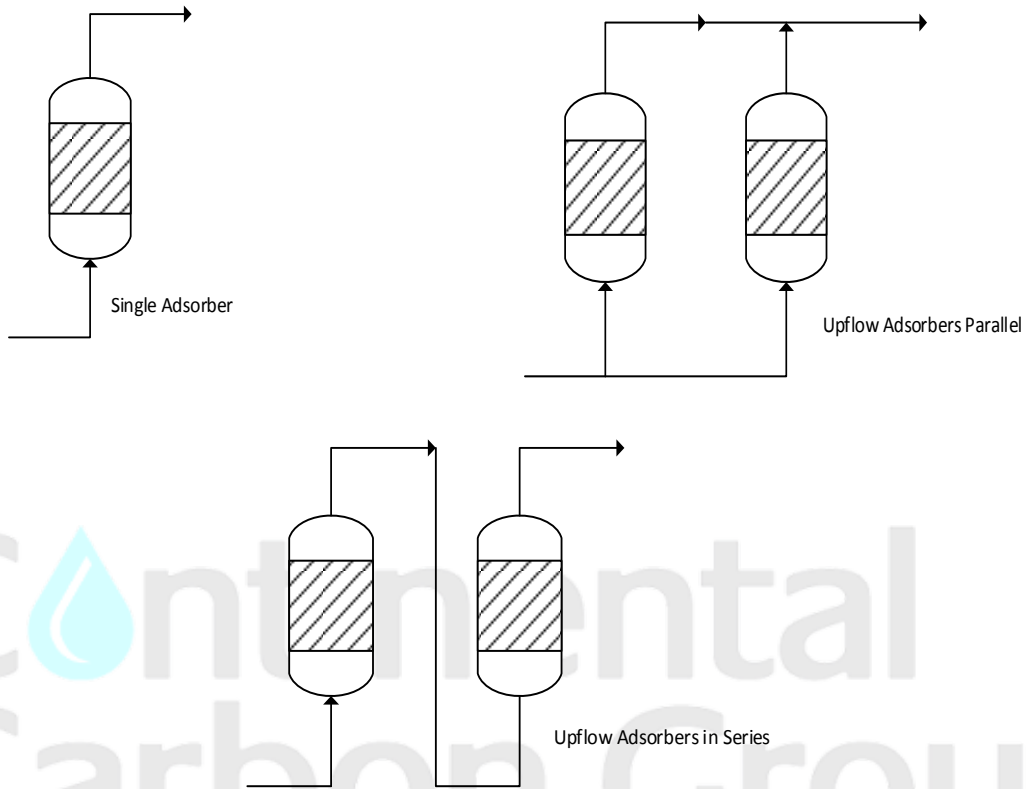 Single Adsorber
Upflow Adsorbers Parallel
Continental
Upflow Adsorbers in Series
Carbon Grou